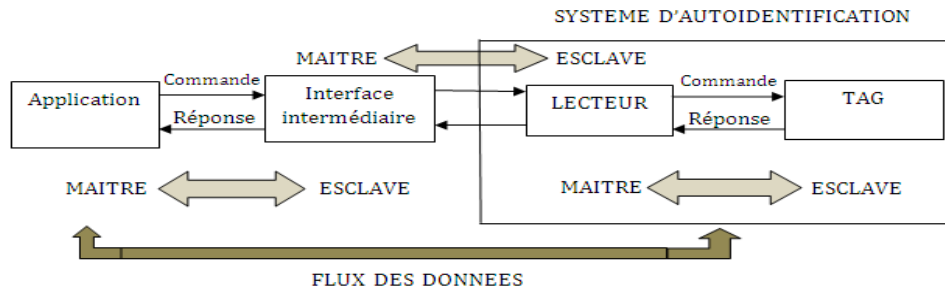 SYSTEME D'AUTOIDENTIFICATION
MAITRE
ESCLAVE
Application
Commande
Réponse
Interface
intermédiaire
LECTEUR
Commande
Réponse
TAG
MAITRE
ESCLAVE
MAITRE
ESCLAVE
FLUX DES DONNEES